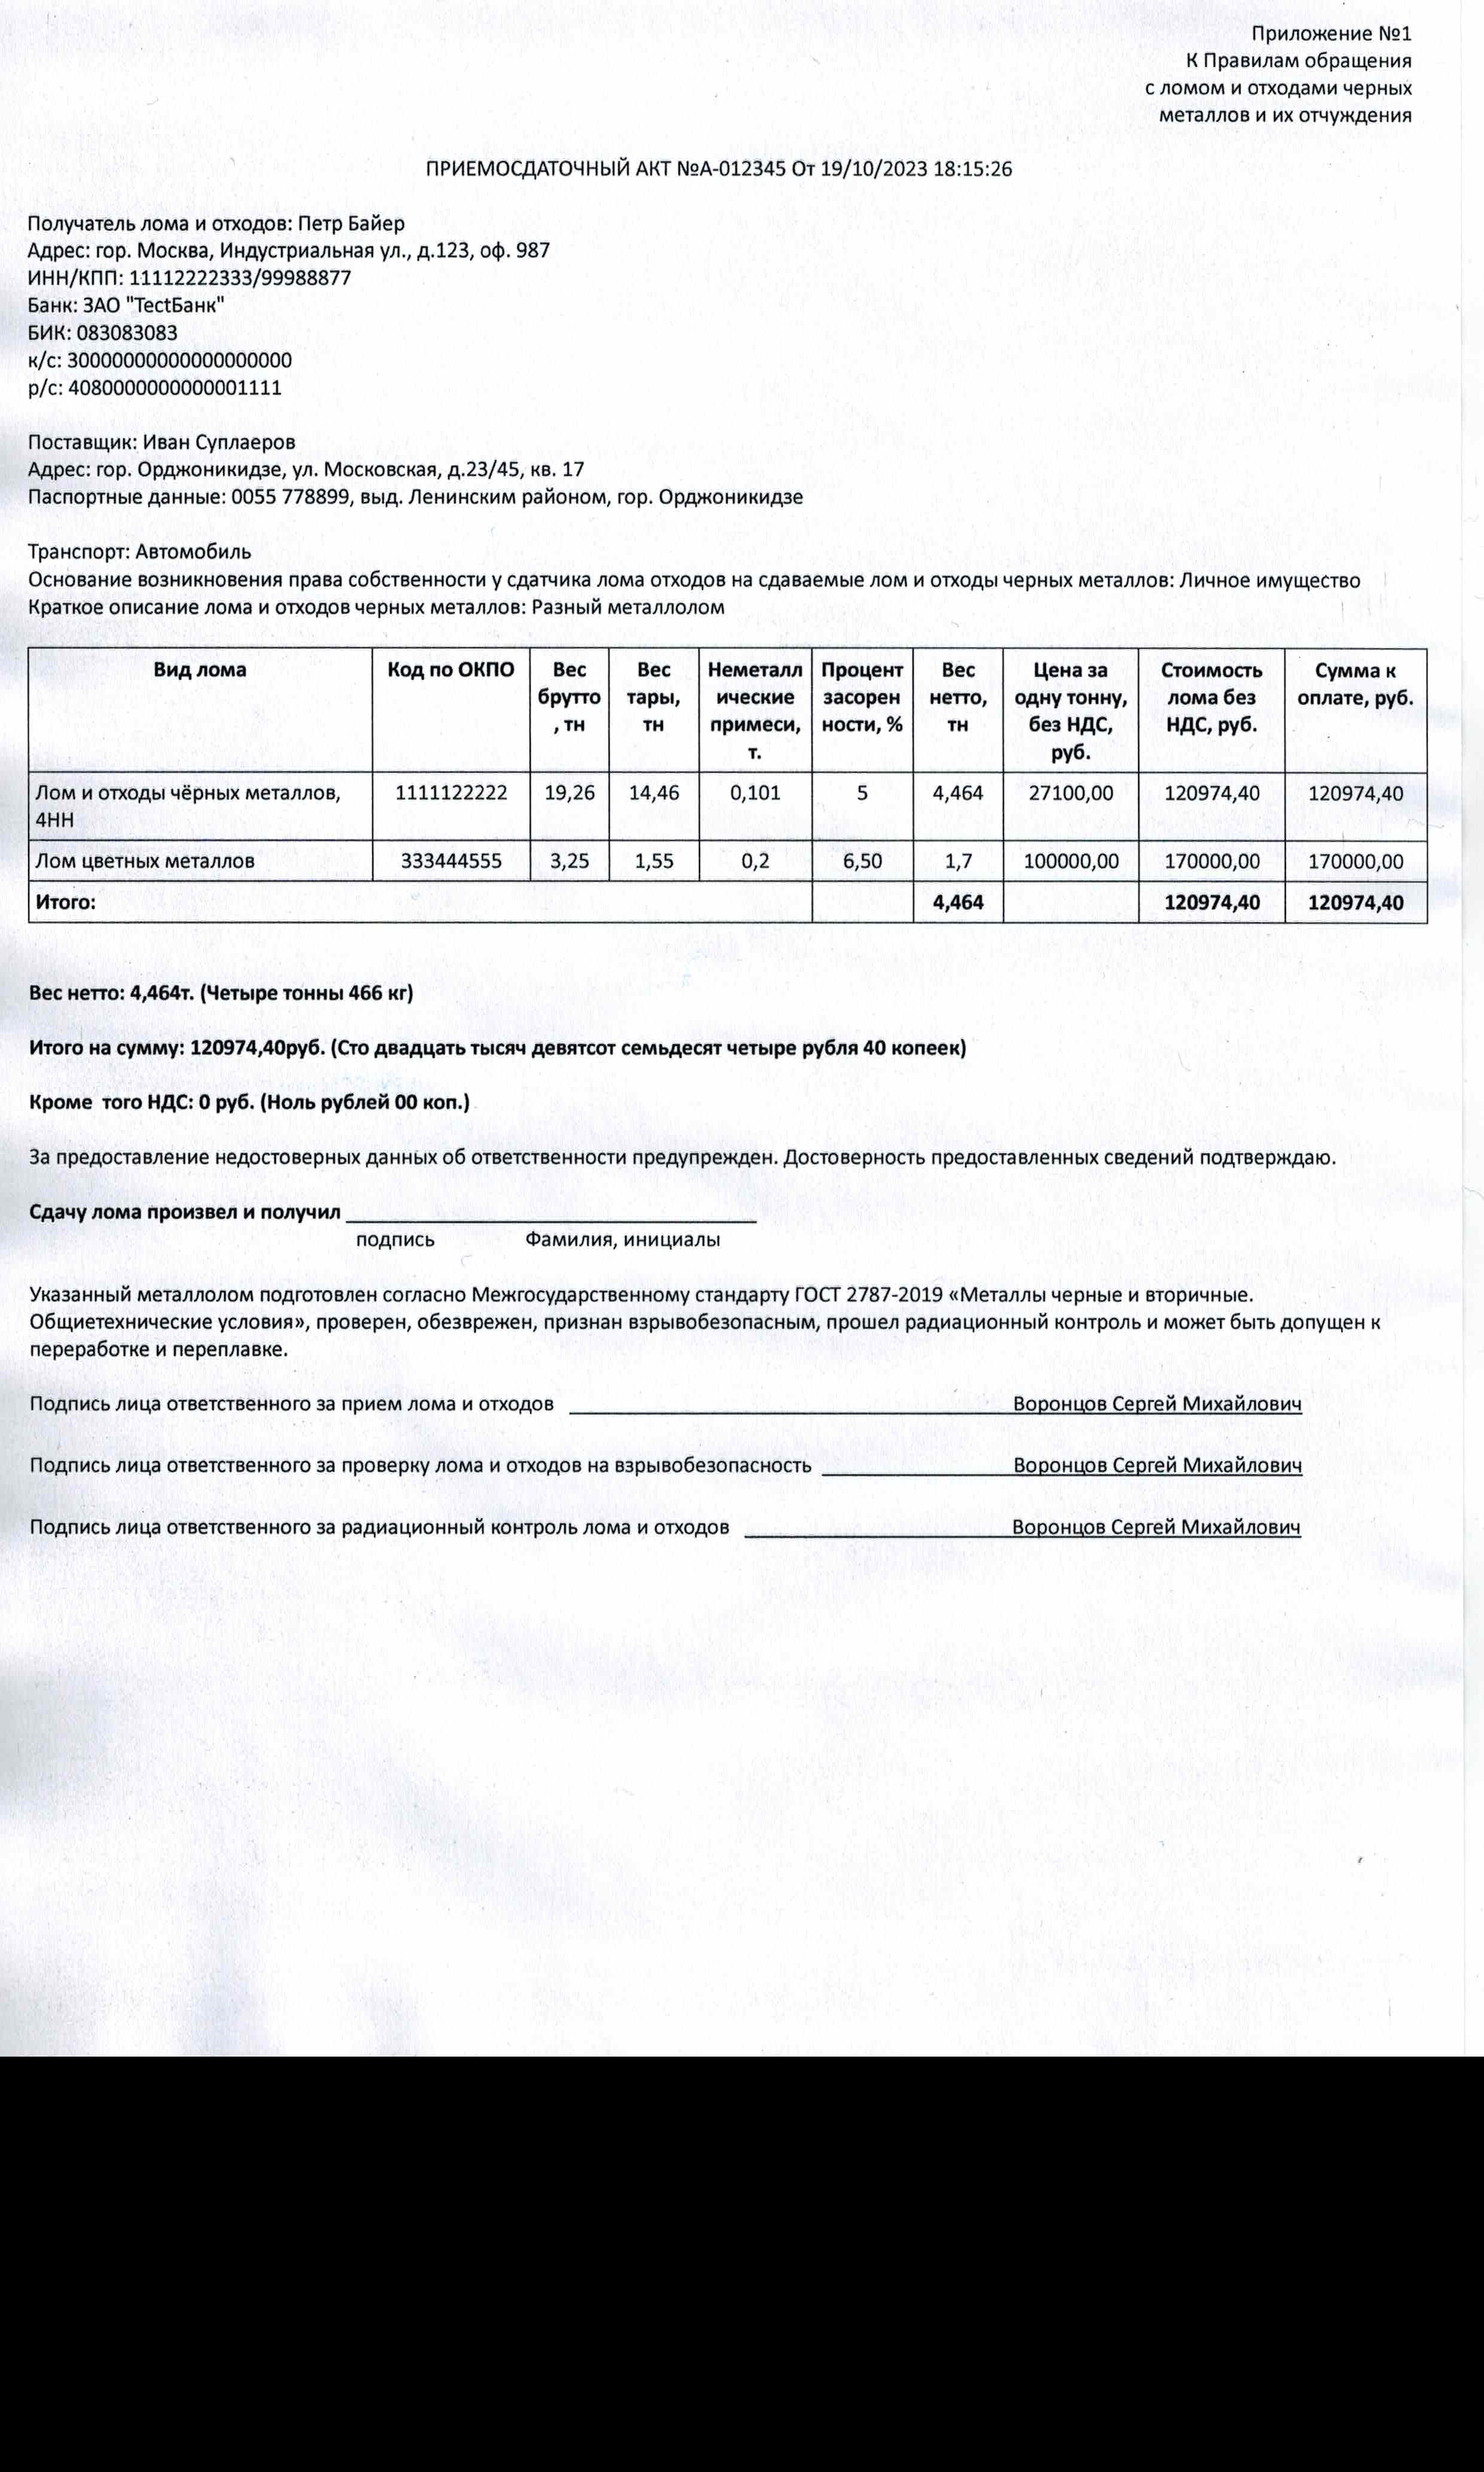 Приложение №1
К Правилам обращения
с ломом и отходами черных
металлов и их отчуждения
ПРИЕМОСДАТОЧНЫЙ АКТ №А-012345 От 19/10/2023 18:15:26
Получатель лома и отходов: Петр Байер
Адрес: гор. Москва, Индустриальная ул., д.123, оф. 987
ИНН/КПП: 11112222333/99988877
Банк: ЗАО "TectБанк"
БИК: 083083083
к/с: 30000000000000000000
р/с: 4080000000000001111
Поставщик: Иван Суплаеров
Адрес: гор. Орджоникидзе, ул. Московская, д.23/45, кв. 17
Паспортные данные: 0055 778899, выд. Ленинским районом, гор. Орджоникидзе
Транспорт: Автомобиль
Основание возникновения права собственности у сдатчика лома отходов на сдаваемые лом и отходы черных металлов: Личное имущество
Краткое описание лома и отходов черных металлов: Разный металлолом
Вид лома Код по ОКПО Вес Вес Неметалл Процент Вес Цена за Стоимость Сумма к
брутто тары, ические засорен нетто, одну тонну, лома без оплате, руб.
, тн тн примеси, ности, % тн без НДС, НДС, руб.
т. руб.
Лом и отходы чёрных металлов, 1111122222 19,26 14,46 0,101 5 4,464 27100,00 120974,40 120974,40
4НН
Лом цветных металлов 333444555 3,25 1,55 0,2 6,50 1,7 100000,00 170000,00 170000,00
Итого: 4,464 120974,40 120974,40
Вес нетто: 4,464т. (Четыре тонны 466 кг)
Итого на сумму: 120974,40руб. (Сто двадцать тысяч девятсот семьдесят четыре рубля 40 копеек)
Кроме того НДС: 0 руб. (Ноль рублей 00 коп.)
За предоставление недостоверных данных об ответственности предупрежден. Достоверность предоставленных сведений подтверждаю.
Сдачу лома произвел и получил
подпись Фамилия, инициалы
Указанный металлолом подготовлен согласно Межгосударственному стандарту ГОСТ 2787-2019 «Металлы черные и вторичные.
Общиетехнические условия», проверен, обезврежен, признан взрывобезопасным, прошел радиационный контроль и может быть допущен к
переработке и переплавке.
Подпись лица ответственного за прием лома и отходов Воронцов Сергей Михайлович
Подпись лица ответственного за проверку лома и отходов на взрывобезопасность Воронцов Сергей Михайлович
Подпись лица ответственного за радиационный контроль лома и отходов Воронцов Сергей Михайлович